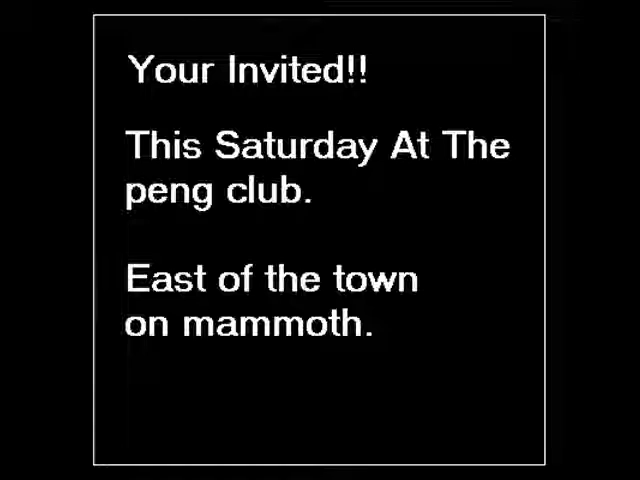 Your Invited!!
This Saturday At The
peng club.
East of the town
on mammoth.